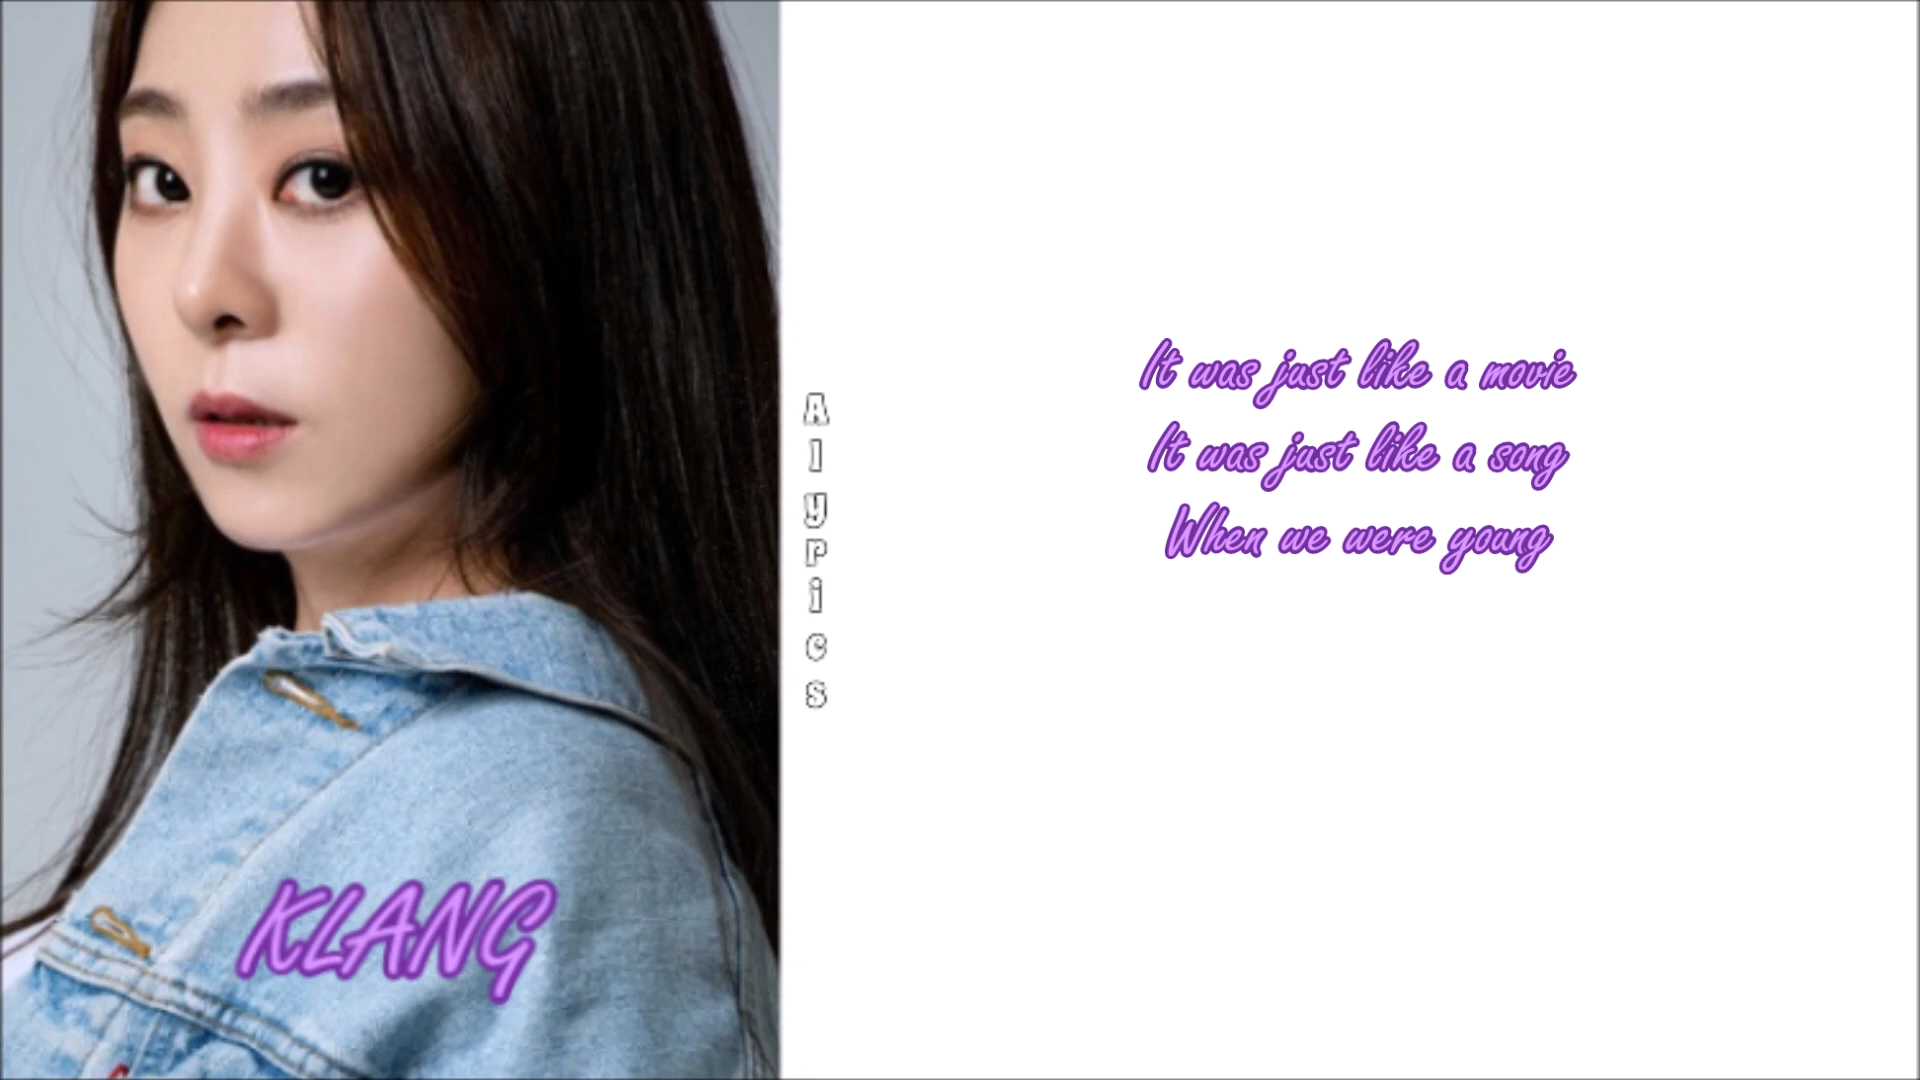 KLANG
Alyrics
It was just like a movie
It was just like a song
When we were young